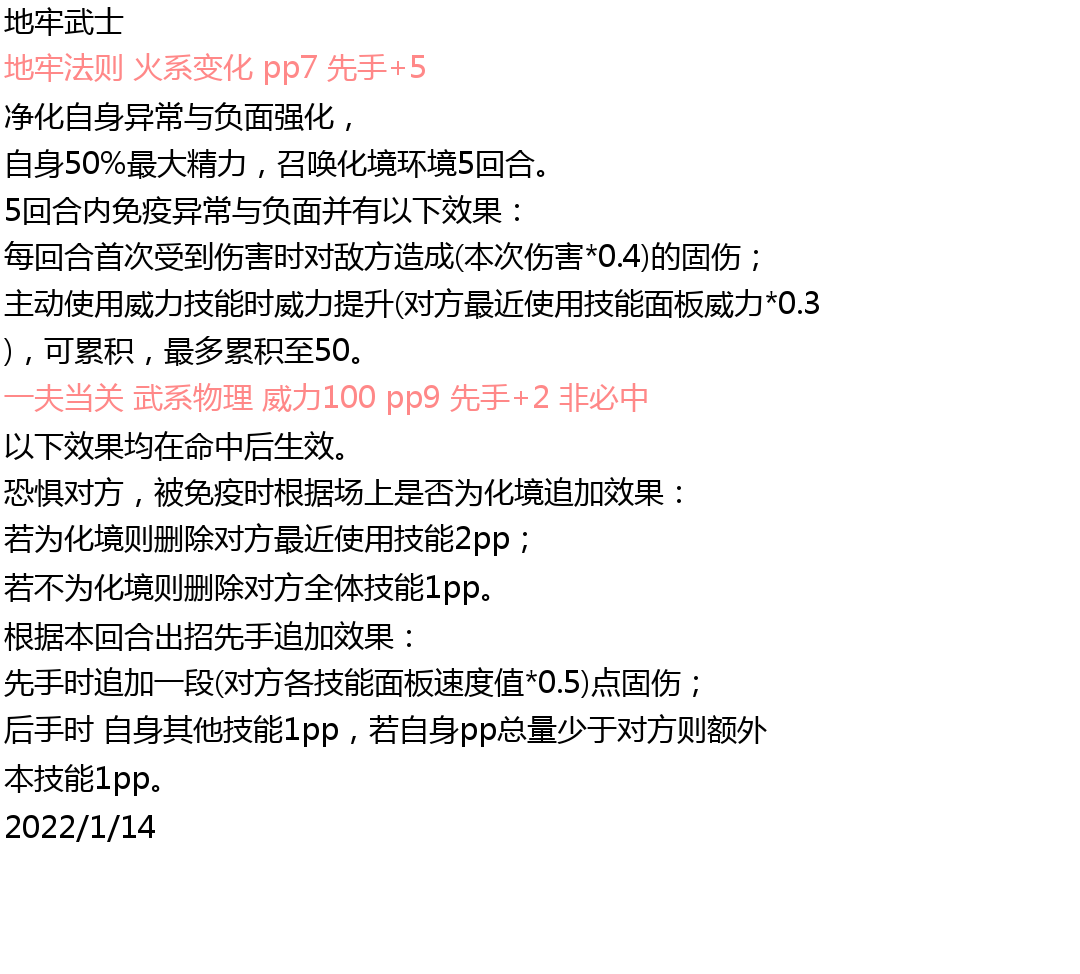 地牢武士
地牢法则 火系变化 pp7 先手+5
净化自身异常与负面强化，
自身50%最大精力，召唤化境环境5回合。
5回合内免疫异常与负面并有以下效果：
每回合首次受到伤害时对敌方造成(本次伤害*0.4)的固伤；
主动使用威力技能时威力提升(对方最近使用技能面板威力*0.3
)，可累积，最多累积至50。
一夫当关 武系物理 威力100 pp9 先手+2 非必中
以下效果均在命中后生效。
恐惧对方，被免疫时根据场上是否为化境追加效果：
若为化境则删除对方最近使用技能2pp；
若不为化境则删除对方全体技能1pp。
根据本回合出招先手追加效果：
先手时追加一段(对方各技能面板速度值*0.5)点固伤；
后手时 自身其他技能1pp，若自身pp总量少于对方则额外
本技能1pp。
2022/1/14